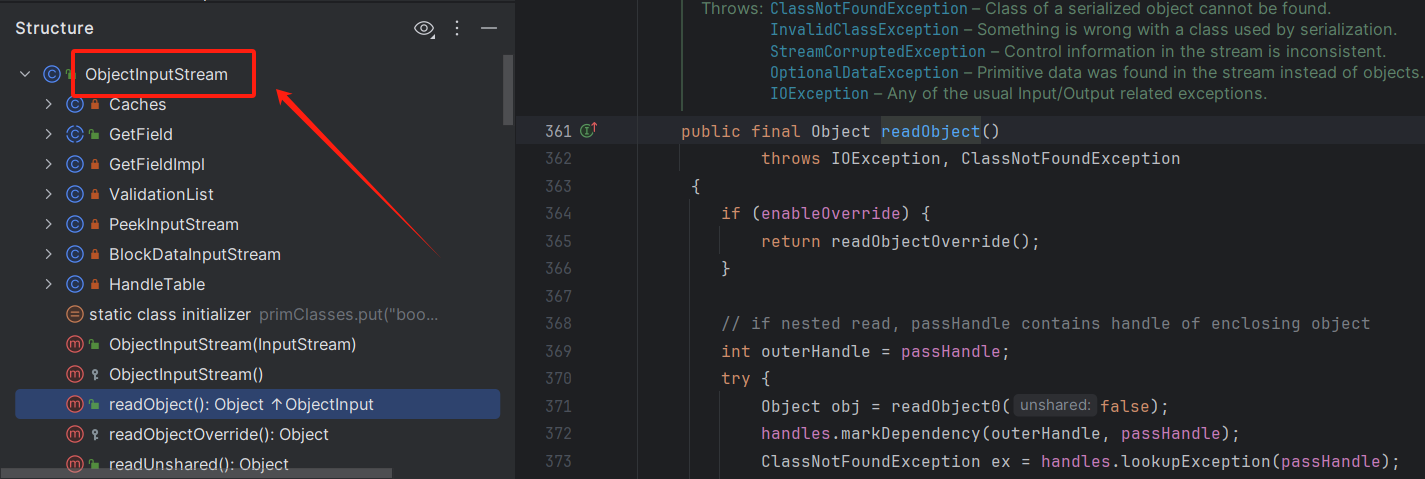 Structure
ObjectInputStream
Caches
GetField
GetFieldImpl
ValidationList
PeekInputStream
BlockDataInputStream
HandleTable
static class initializer primClasses.put("boo...
ObjectInputStream(InputStream)
ObjectInputStream()
readObject(): Object ↑ObjectInput
readObjectOverride(): Object
readUnshared(): Object
Throws: ClassNotFoundException – Class of a serialized object cannot be found.
InvalidClassException – Something is wrong with a class used by serialization.
StreamCorruptedException – Control information in the stream is inconsistent.
OptionalDataException – Primitive data was found in the stream instead of objects.
IOException – Any of the usual Input/Output related exceptions.
361 public final Object readObject()
362 throws IOException, ClassNotFoundException
363 {
364 if (enableOverride) {
365 return readObjectOverride();
366 }
367
368 // if nested read, passHandle contains handle of enclosing object
369 int outerHandle = passHandle;
370 try {
371 Object obj = readObject0( unshared: false);
372 handles.markDependency(outerHandle, passHandle);
373 ClassNotFoundException ex = handles.lookupException(passHandle);